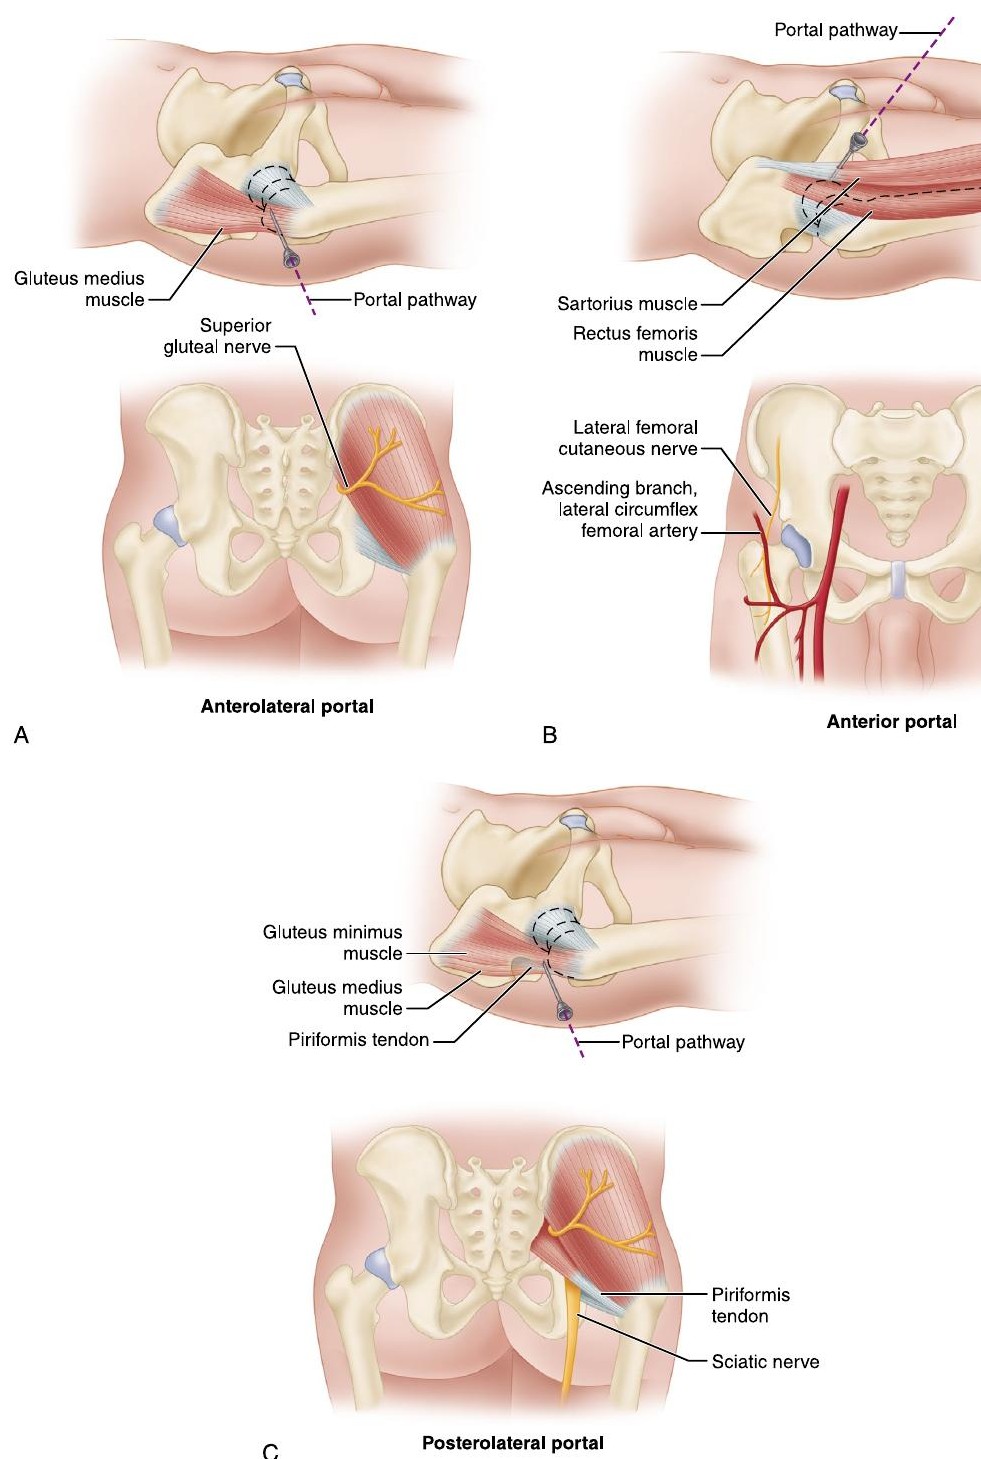 Gluteus medius
muscle
Portal pathway
Superior
gluteal nerve
Anterolateral portal
A
Portal pathway
Sartorius muscle
Rectus femoris
muscle
Lateral femoral
cutaneous nerve
Ascending branch,
lateral circumflex
femoral artery
Anterior portal
B
Gluteus minimus
muscle
Gluteus medius
muscle
Piriformis tendon
Portal pathway
Piriformis
tendon
Sciatic nerve
Posterolateral portal
C